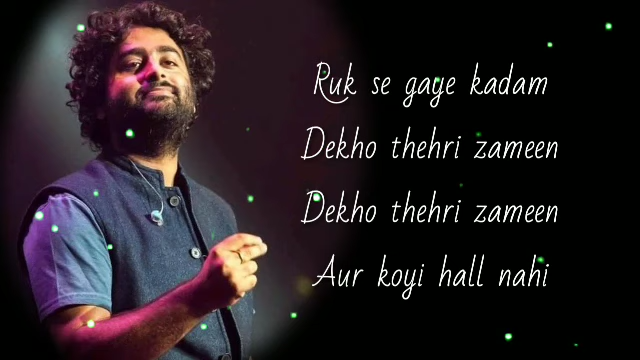 Ruk se gaye kadam
Dekho thehri zameen
Dekho thehri zameen
Aur koyi hall nahi